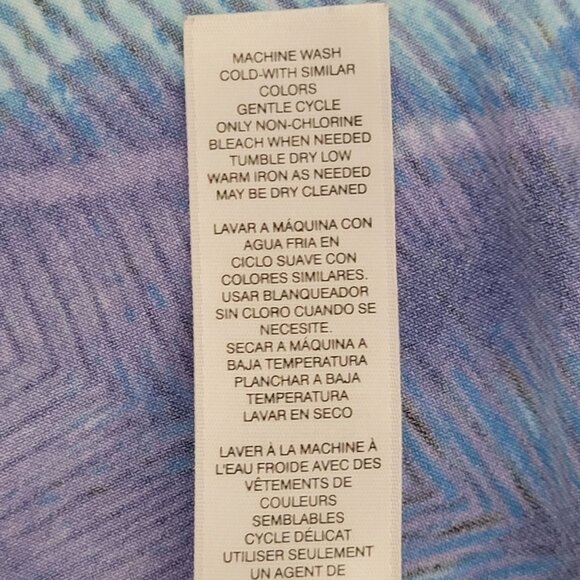 MACHINE WASH
COLD-WITH SIMILAR
COLORS
GENTLE CYCLE
ONLY NON-CHLORINE
BLEACH WHEN NEEDED
TUMBLE DRY LOW
WARM IRON AS NEEDED
MAY BE DRY CLEANED
LAVAR A MÁQUINA CON
AGUA FRIA EN
CICLO SUAVE CON
COLORES SIMILARES.
USAR BLANQUEADOR
SIN CLORO CUANDO SE
NECESITE.
SECAR A MÁQUINA A
BAJA TEMPERATURA
PLANCHAR A BAJA
TEMPERATURA
LAVAR EN SECO
LAVER À LA MACHINE À
L'EAU FROIDE AVEC DES
VÊTEMENTS DE
COULEURS
SEMBLABLES
CYCLE DÉLICAT
UTILISER SEULEMENT
UN AGENT DE